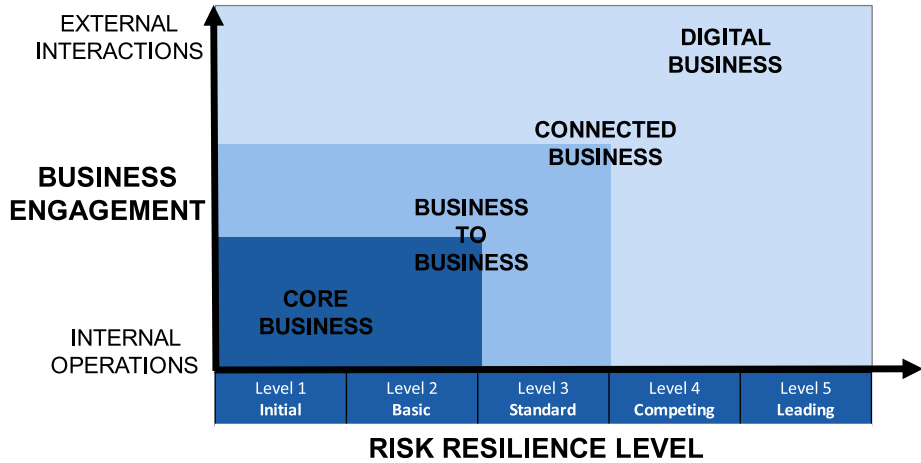 EXTERNAL
INTERACTIONS
DIGITAL
BUSINESS
CONNECTED
BUSINESS
BUSINESS
ENGAGEMENT
BUSINESS
TO
BUSINESS
CORE
BUSINESS
INTERNAL
OPERATIONS
Level 1
Initial
Level 2
Basic
Level 3
Standard
Level 4
Competing
Level 5
Leading
RISK RESILIENCE LEVEL